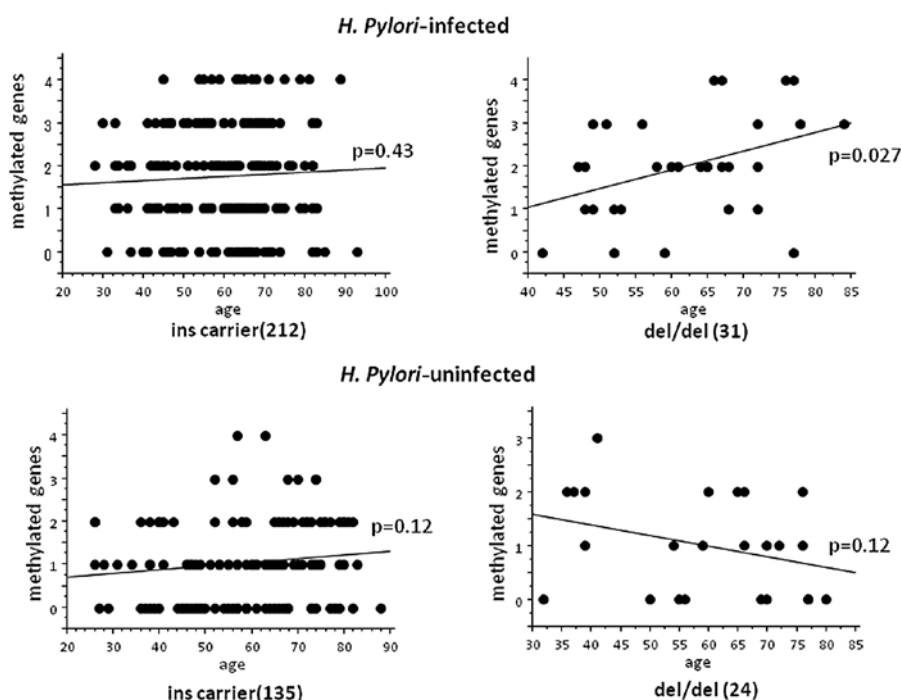 H. Pylori-infected
methylated genes
4
3
2
1
0
p=0.43
20 30 40 50 60 70 80 90 100
age
ins carrier(212)
methylated genes
4
3
2
1
0
p=0.027
40 45 50 55 60 65 70 75 80 85
age
del/del (31)
H. Pylori-uninfected
methylated genes
4
3
2
1
0
p=0.12
20 30 40 50 60 70 80 90
age
ins carrier(135)
methylated genes
3
2
1
0
p=0.12
30 35 40 45 50 55 60 65 70 75 80 85
age
del/del (24)